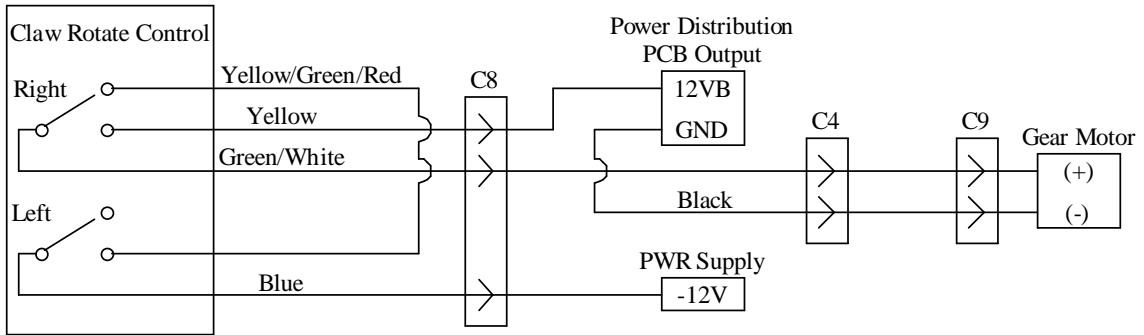 Claw Rotate Control
Right
Left
Yellow/Green/Red
Yellow
Green/White
Blue
C8
Power Distribution
PCB Output
12VB
GND
Black
PWR Supply
-12V
C4
C9
Gear Motor
(+)
(-)